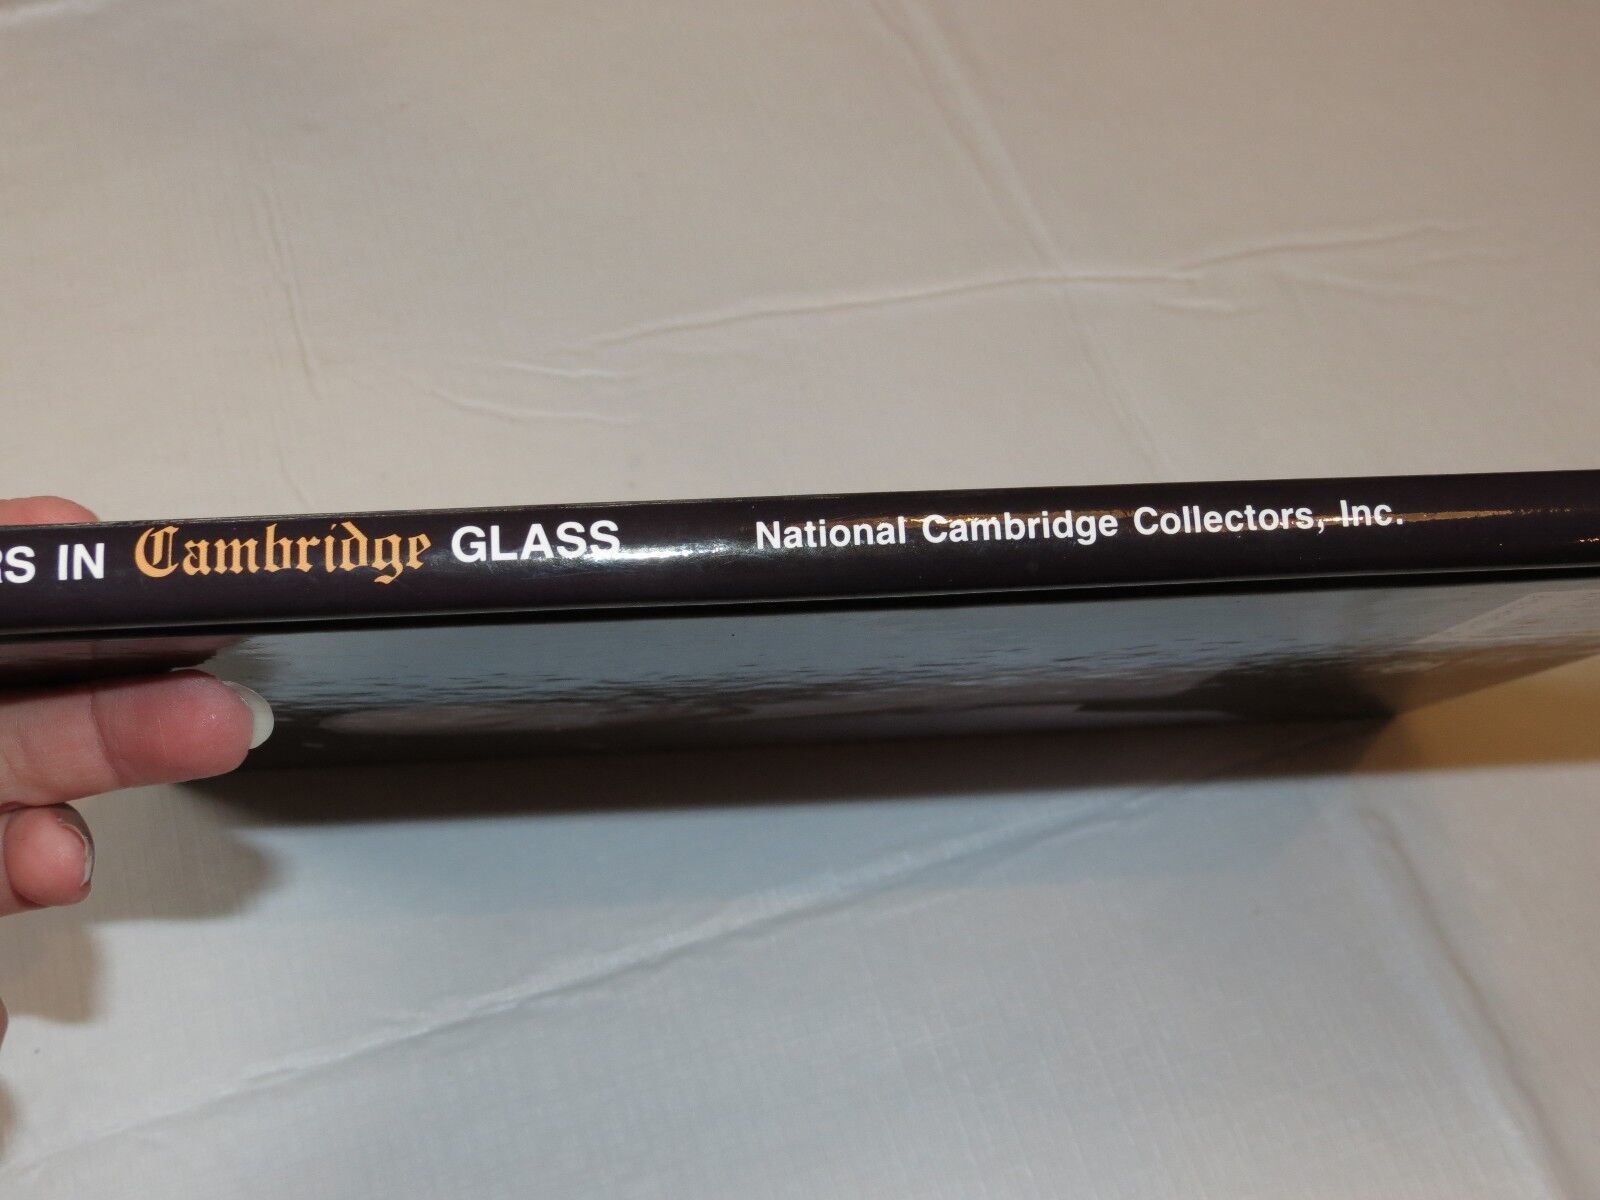 RS IN Cambridge GLASS National Cambridge Collectors, Inc.